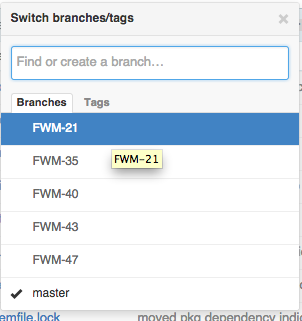 Switch branches/tags
Find or create a branch…
Branches Tags
FWM-21
FWM-35
FWM-21
FWM-40
FWM-43
FWM-47
master
emfile.lock moved pkg dependency indic